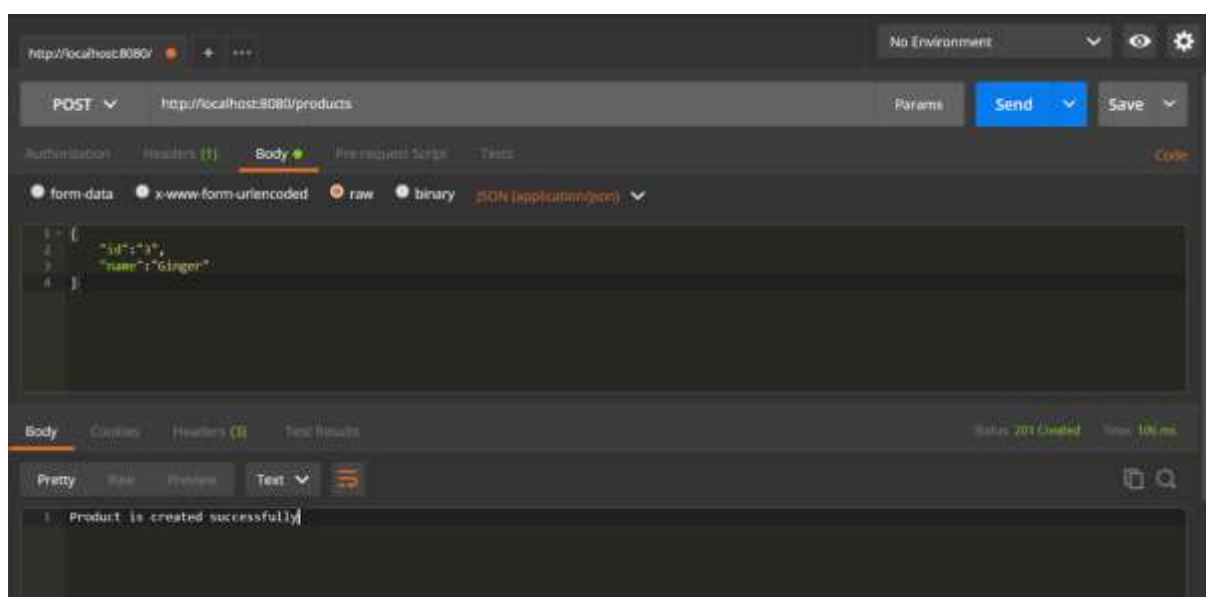 http://localhost:8080/ + ··· No Environment
POST http://localhost:8080/products Params Send Save
Authorization Headers (1) Body Pre-request Script Tests Code
form-data x-www-form-urlencoded raw binary JSON (application/json)
1 {
2 "id":"3",
3 "name":"Ginger"
4 }
Body Cookies Headers (3) Test Results Status: 201 Created Time: 106 ms
Pretty Raw Preview Text
1 Product is created successfully